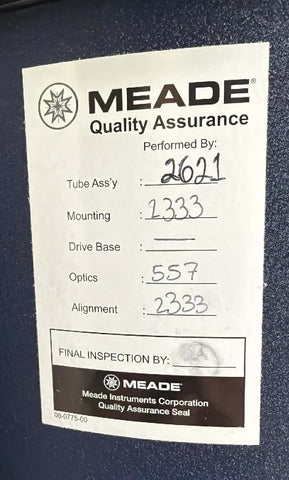 MEADE®
Quality Assurance
Performed By:
Tube Ass'y : 2621
Mounting : 1333
Drive Base : —
Optics : 557
Alignment : 2333
FINAL INSPECTION BY:
MEADE®
Meade Instruments Corporation
Quality Assurance Seal
08-0775-00